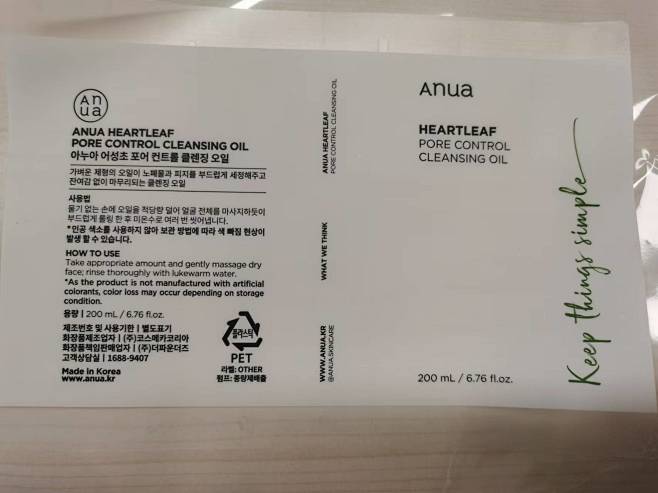 An
ua
ANUA HEARTLEAF
PORE CONTROL CLEANSING OIL
아누아 어성초 포어 컨트롤 클렌징 오일
가벼운 제형의 오일이 노폐물과 피지를 부드럽게 세정해주고
잔여감 없이 마무리되는 클렌징 오일
사용법
물기 없는 손에 오일을 적당량 덜어 얼굴 전체를 마사지하듯이
부드럽게 롤링 한 후 미온수로 여러 번 씻어냅니다.
*인공 색소를 사용하지 않아 보관 방법에 따라 색 빠짐 현상이
발생 할 수 있습니다.
HOW TO USE
Take appropriate amount and gently massage dry
face; rinse thoroughly with lukewarm water.
*As the product is not manufactured with artificial
colorants, color loss may occur depending on storage
condition.
용량 | 200 mL / 6.76 fl.oz.
제조번호 및 사용기한 | 별도표기
화장품제조업자 | (주)코스메카코리아
화장품책임판매업자 | (주)더파운더즈
고객상담실 | 1688-9407
Made in Korea
www.anua.kr
플라스틱
PET
라벨: OTHER
펌프: 종량제배출
ANUA HEARTLEAF
PORE CONTROL CLEANSING OIL
WHAT WE THINK
WWW.ANUA.KR
@ANUA.SKINCARE
Anua
HEARTLEAF
PORE CONTROL
CLEANSING OIL
200 mL / 6.76 fl.oz.
Keep things simple